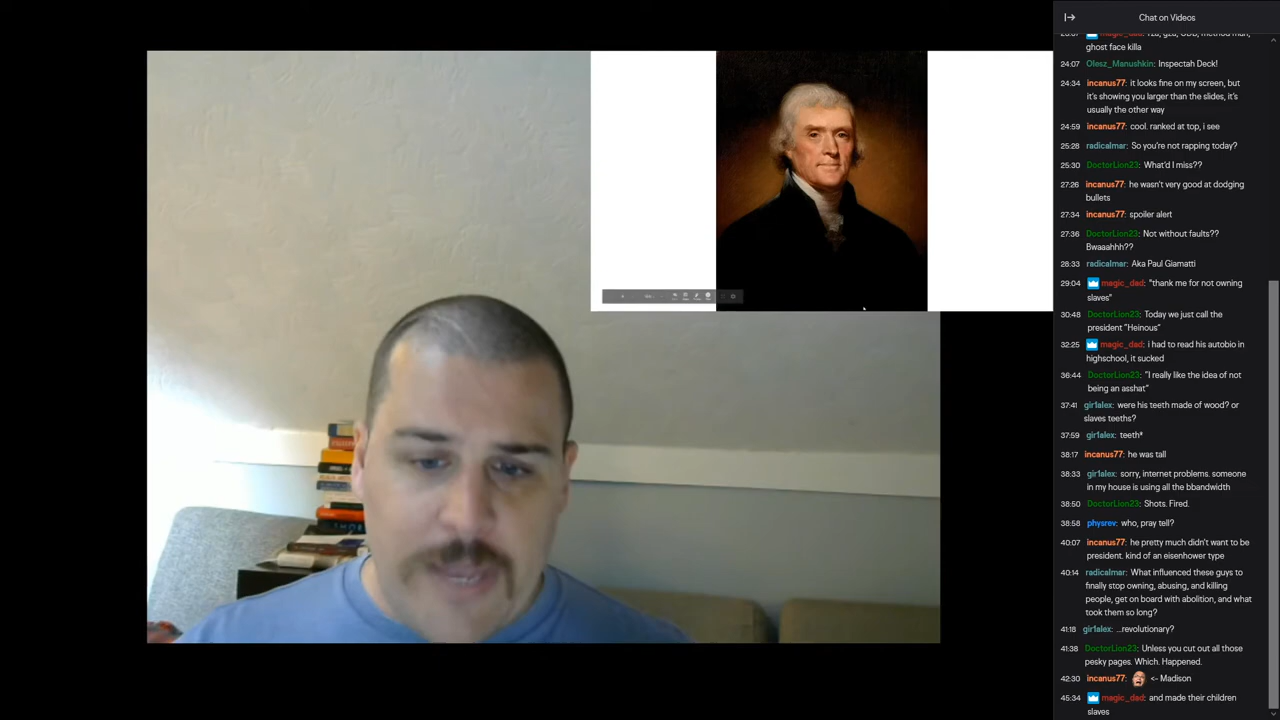 Chat on Videos
ghost face killa
24:07 Olesz_Manushkin: Inspectah Deck!
24:34 incanus77: it looks fine on my screen, but
it's showing you larger than the slides, it's
usually the other way
24:59 incanus77: cool. ranked at top, i see
25:28 radicalmar: So you're not rapping today?
25:30 DoctorLion23: What'd I miss??
27:26 incanus77: he wasn't very good at dodging
bullets
27:34 incanus77: spoiler alert
27:36 DoctorLion23: Not without faults??
Bwaaahhh??
28:33 radicalmar: Aka Paul Giamatti
29:04 magic_dad: "thank me for not owning
slaves"
30:48 DoctorLion23: Today we just call the
president "Heinous"
32:25 magic_dad: i had to read his autobio in
highschool, it sucked
36:44 DoctorLion23: "I really like the idea of not
being an asshat"
37:41 gir1alex: were his teeth made of wood? or
slaves teeths?
37:59 gir1alex: teeth*
38:17 incanus77: he was tall
38:33 gir1alex: sorry, internet problems. someone
in my house is using all the bbandwidth
38:50 DoctorLion23: Shots. Fired.
38:58 physrev: who, pray tell?
40:07 incanus77: he pretty much didn't want to be
president. kind of an eisenhower type
40:14 radicalmar: What influenced these guys to
finally stop owning, abusing, and killing
people, get on board with abolition, and what
took them so long?
41:18 gir1alex: ...revolutionary?
41:38 DoctorLion23: Unless you cut out all those
pesky pages. Which. Happened.
42:30 incanus77: <- Madison
45:34 magic_dad: and made their children
slaves